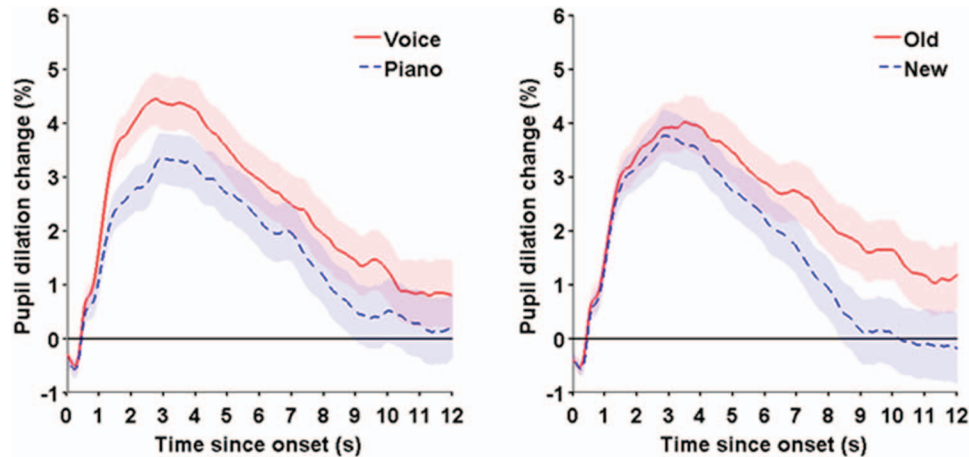 Pupil dilation change (%)
6
5
4
3
2
1
0
-1
Voice
Piano
0 1 2 3 4 5 6 7 8 9 10 11 12
Time since onset (s)
Pupil dilation change (%)
6
5
4
3
2
1
0
-1
Old
New
0 1 2 3 4 5 6 7 8 9 10 11 12
Time since onset (s)